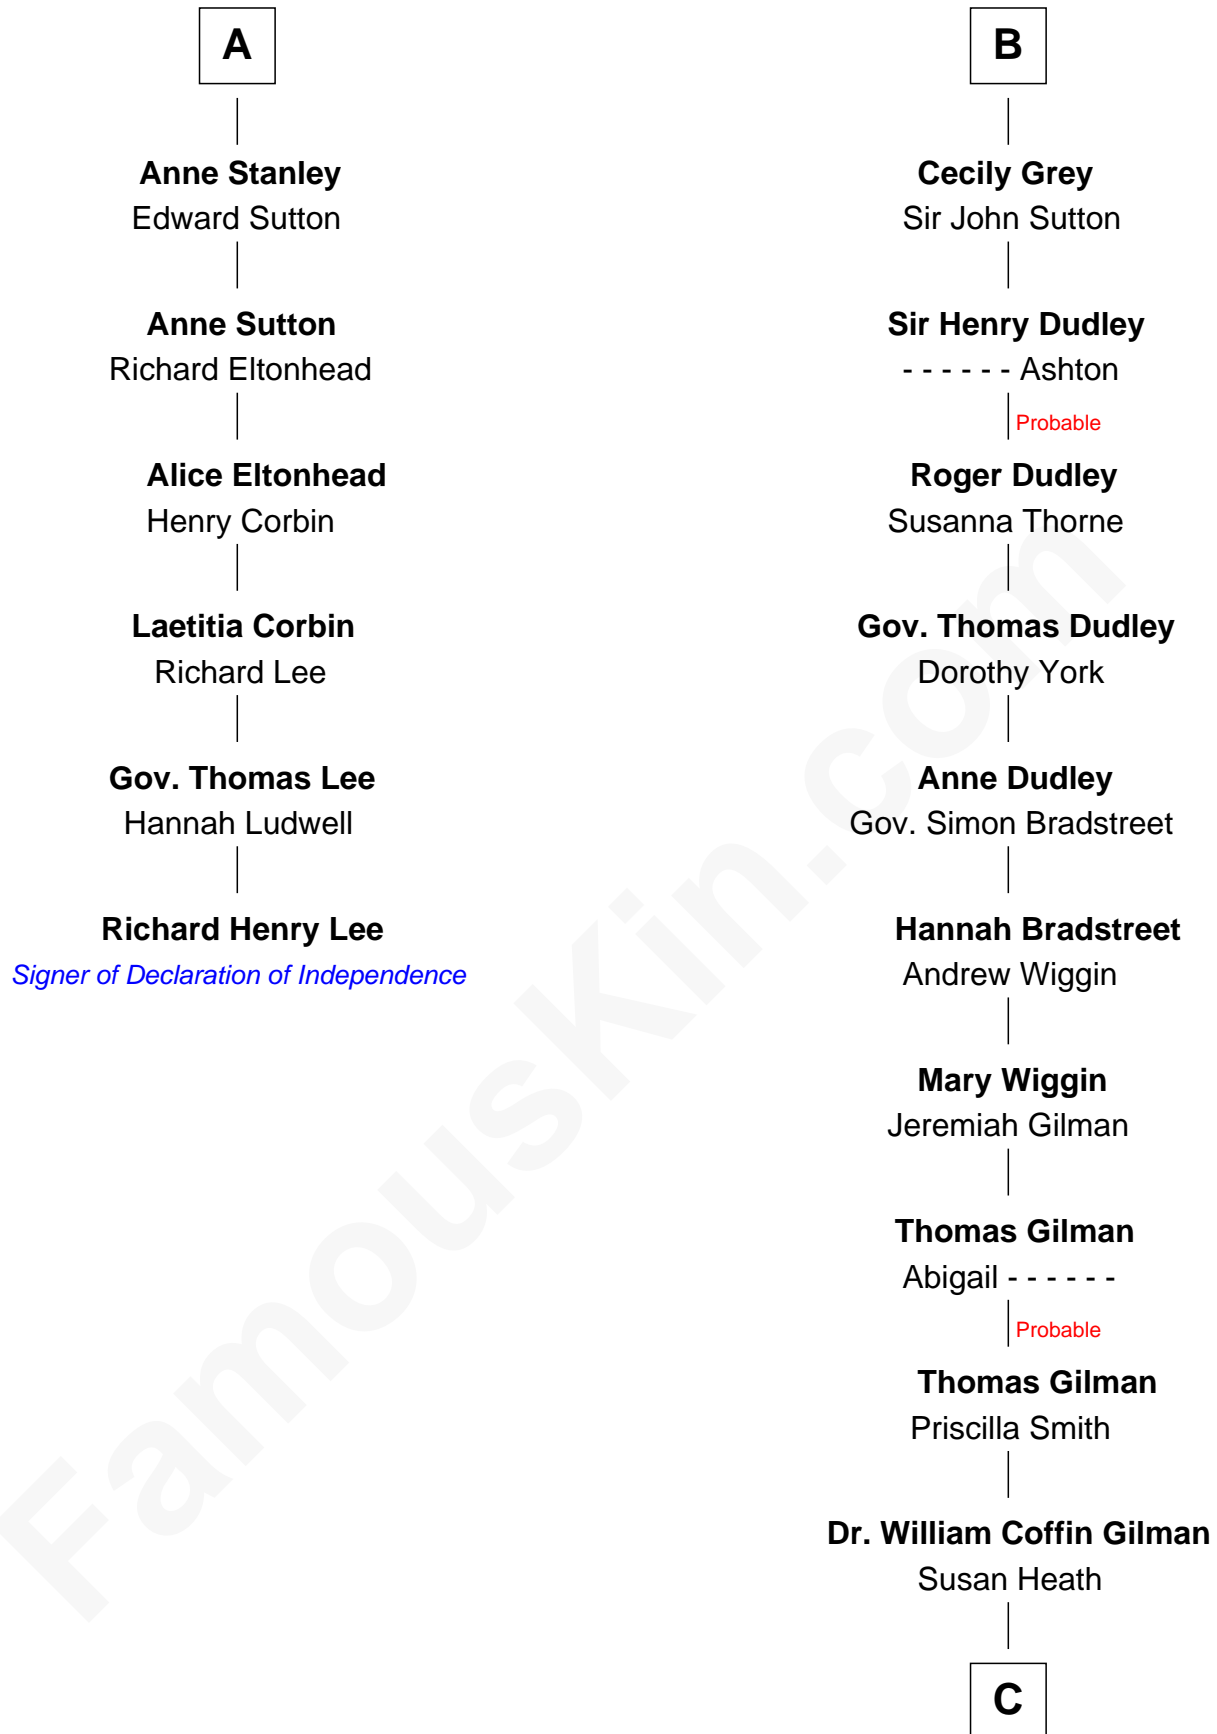 A
Anne Stanley
Edward Sutton
Anne Sutton
Richard Eltonhead
Alice Eltonhead
Henry Corbin
Laetitia Corbin
Richard Lee
Gov. Thomas Lee
Hannah Ludwell
Richard Henry Lee
Signer of Declaration of Independence
B
Cecily Grey
Sir John Sutton
Sir Henry Dudley
- - - - - - Ashton
Probable
Roger Dudley
Susanna Thorne
Gov. Thomas Dudley
Dorothy York
Anne Dudley
Gov. Simon Bradstreet
Hannah Bradstreet
Andrew Wiggin
Mary Wiggin
Jeremiah Gilman
Thomas Gilman
Abigail - - - - - -
Probable
Thomas Gilman
Priscilla Smith
Dr. William Coffin Gilman
Susan Heath
C
FamousKin.com